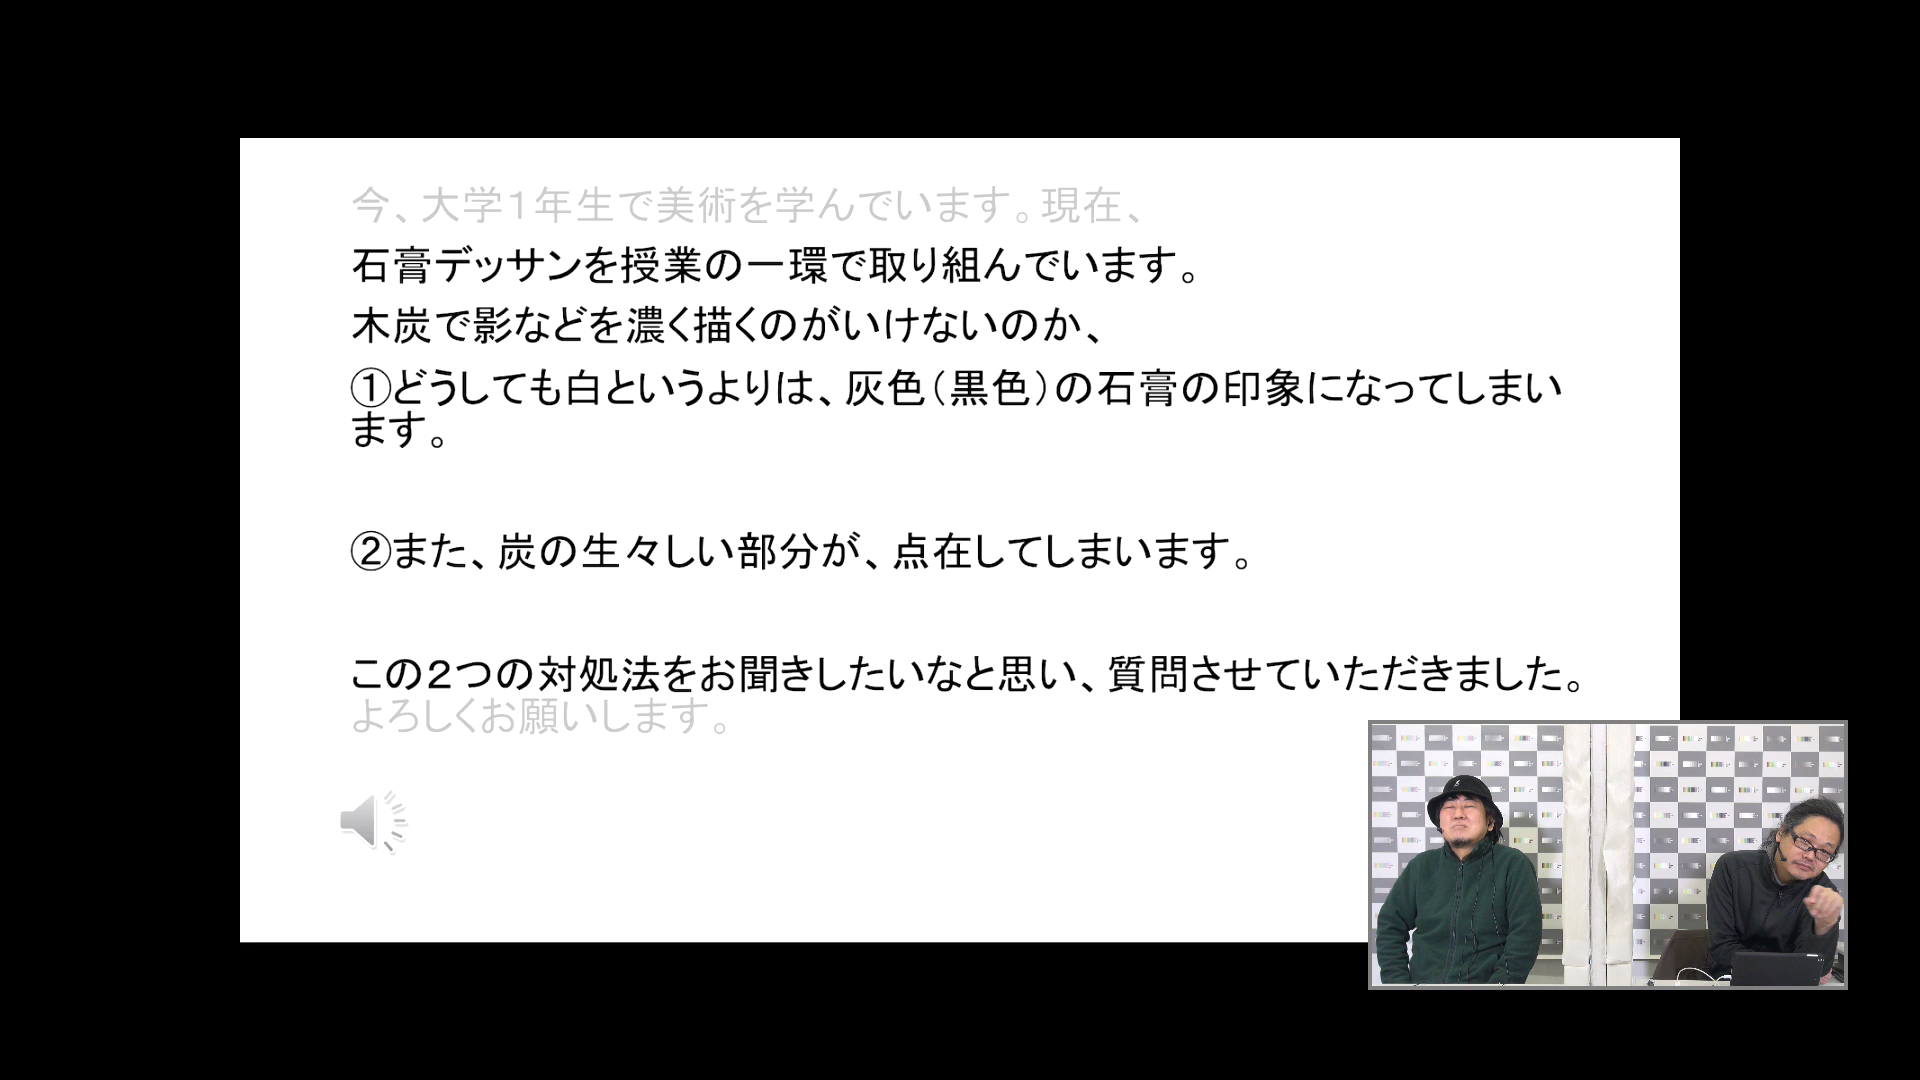 今、大学１年生で美術を学んでいます。現在、
石膏デッサンを授業の一環で取り組んでいます。
木炭で影などを濃く描くのがいけないのか、
①どうしても白というよりは、灰色（黒色）の石膏の印象になってしまい
ます。
②また、炭の生々しい部分が、点在してしまいます。
この２つの対処法をお聞きしたいなと思い、質問させていただきました。
よろしくお願いします。